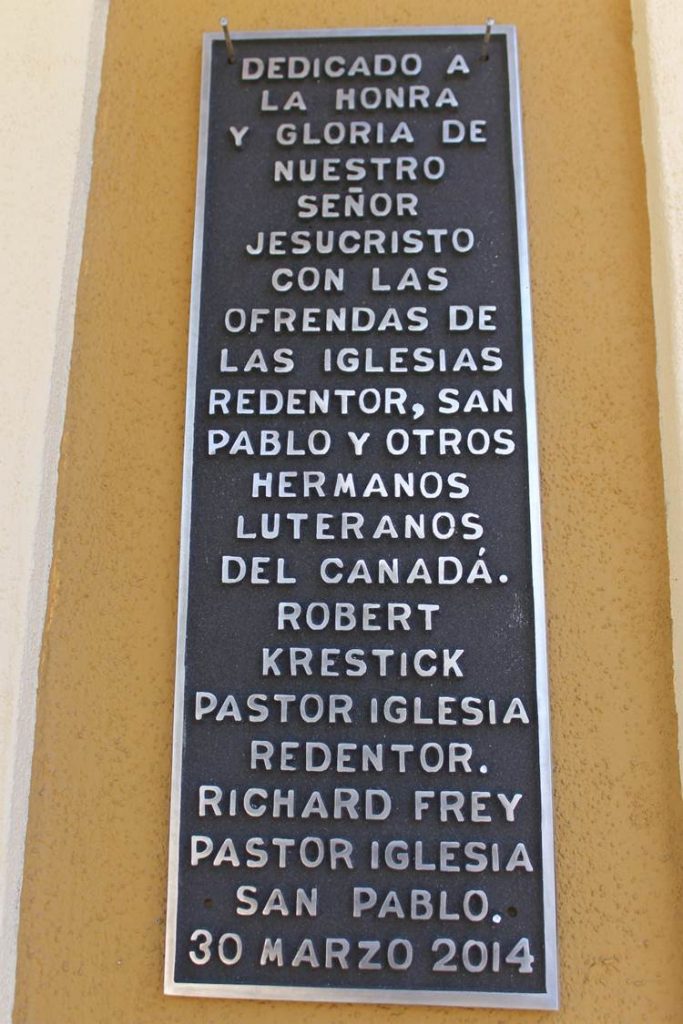 DEDICADO A
LA HONRA
Y GLORIA DE
NUESTRO
SEÑOR
JESUCRISTO
CON LAS
OFRENDAS DE
LAS IGLESIAS
REDENTOR, SAN
PABLO Y OTROS
HERMANOS
LUTERANOS
DEL CANADÁ.
ROBERT
KRESTICK
PASTOR IGLESIA
REDENTOR.
RICHARD FREY
PASTOR IGLESIA
SAN PABLO.
30 MARZO 2014